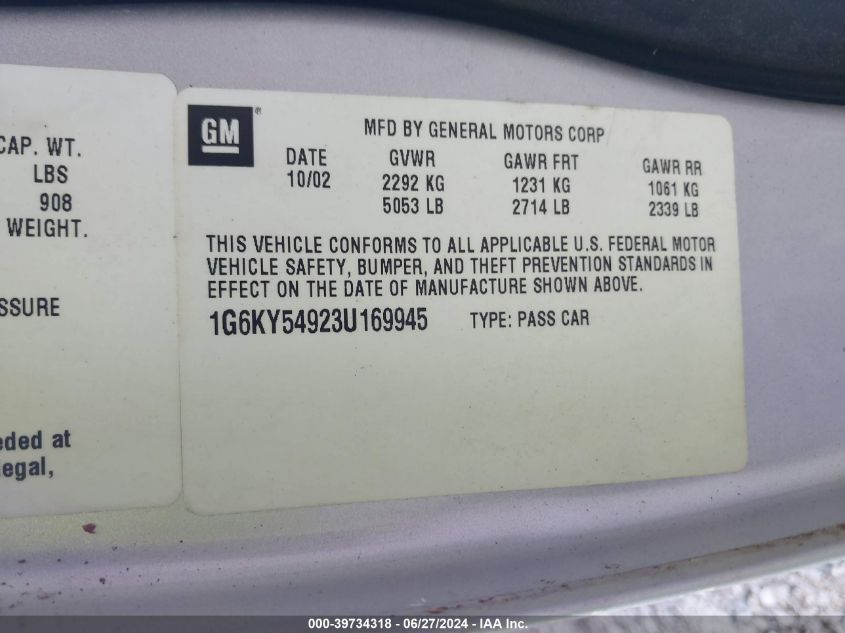 CAP. WT.
LBS
908
WEIGHT.
SSURE
eded at
legal,
GM®
MFD BY GENERAL MOTORS CORP
DATE GVWR GAWR FRT GAWR RR
10/02 2292 KG 1231 KG 1061 KG
5053 LB 2714 LB 2339 LB
THIS VEHICLE CONFORMS TO ALL APPLICABLE U.S. FEDERAL MOTOR
VEHICLE SAFETY, BUMPER, AND THEFT PREVENTION STANDARDS IN
EFFECT ON THE DATE OF MANUFACTURE SHOWN ABOVE.
1G6KY54923U169945 TYPE: PASS CAR
000-39734318 - 06/27/2024 - IAA Inc.